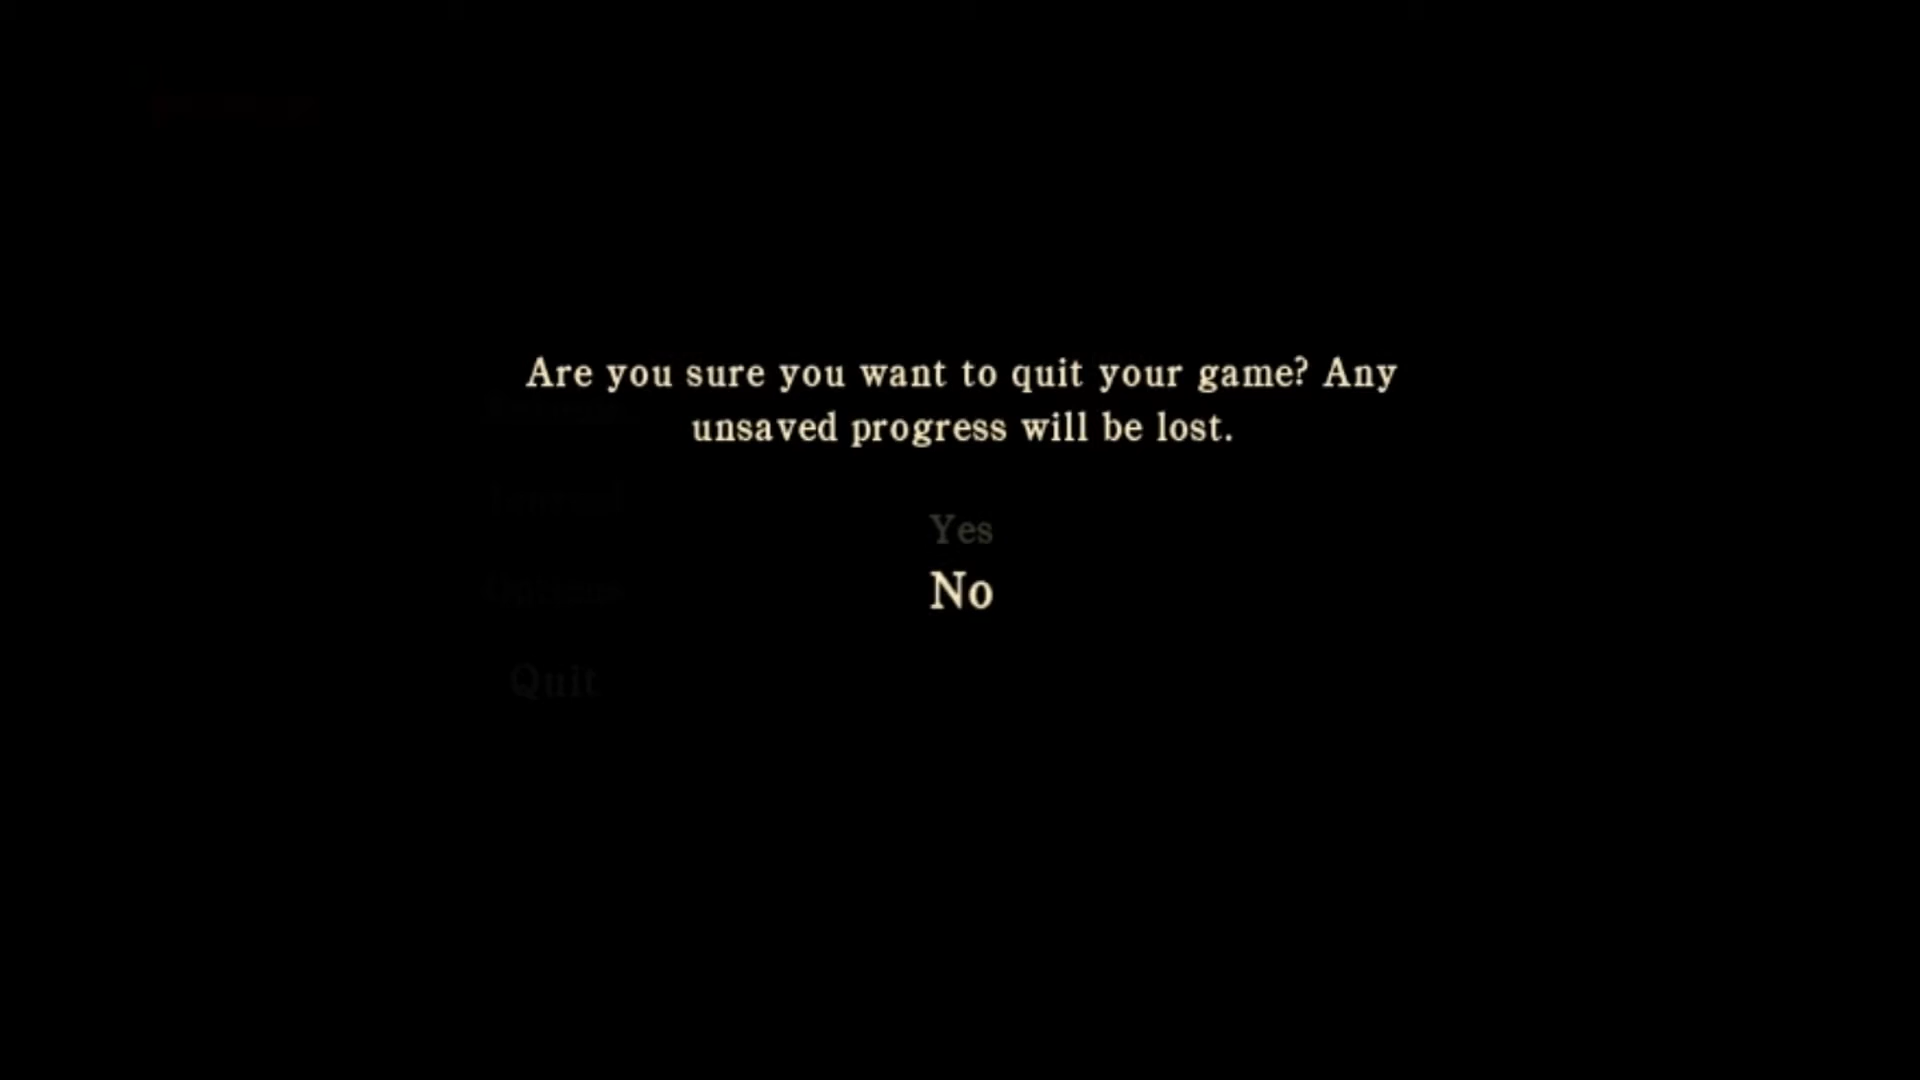 Are you sure you want to quit your game? Any
unsaved progress will be lost.
Yes
No
Quit